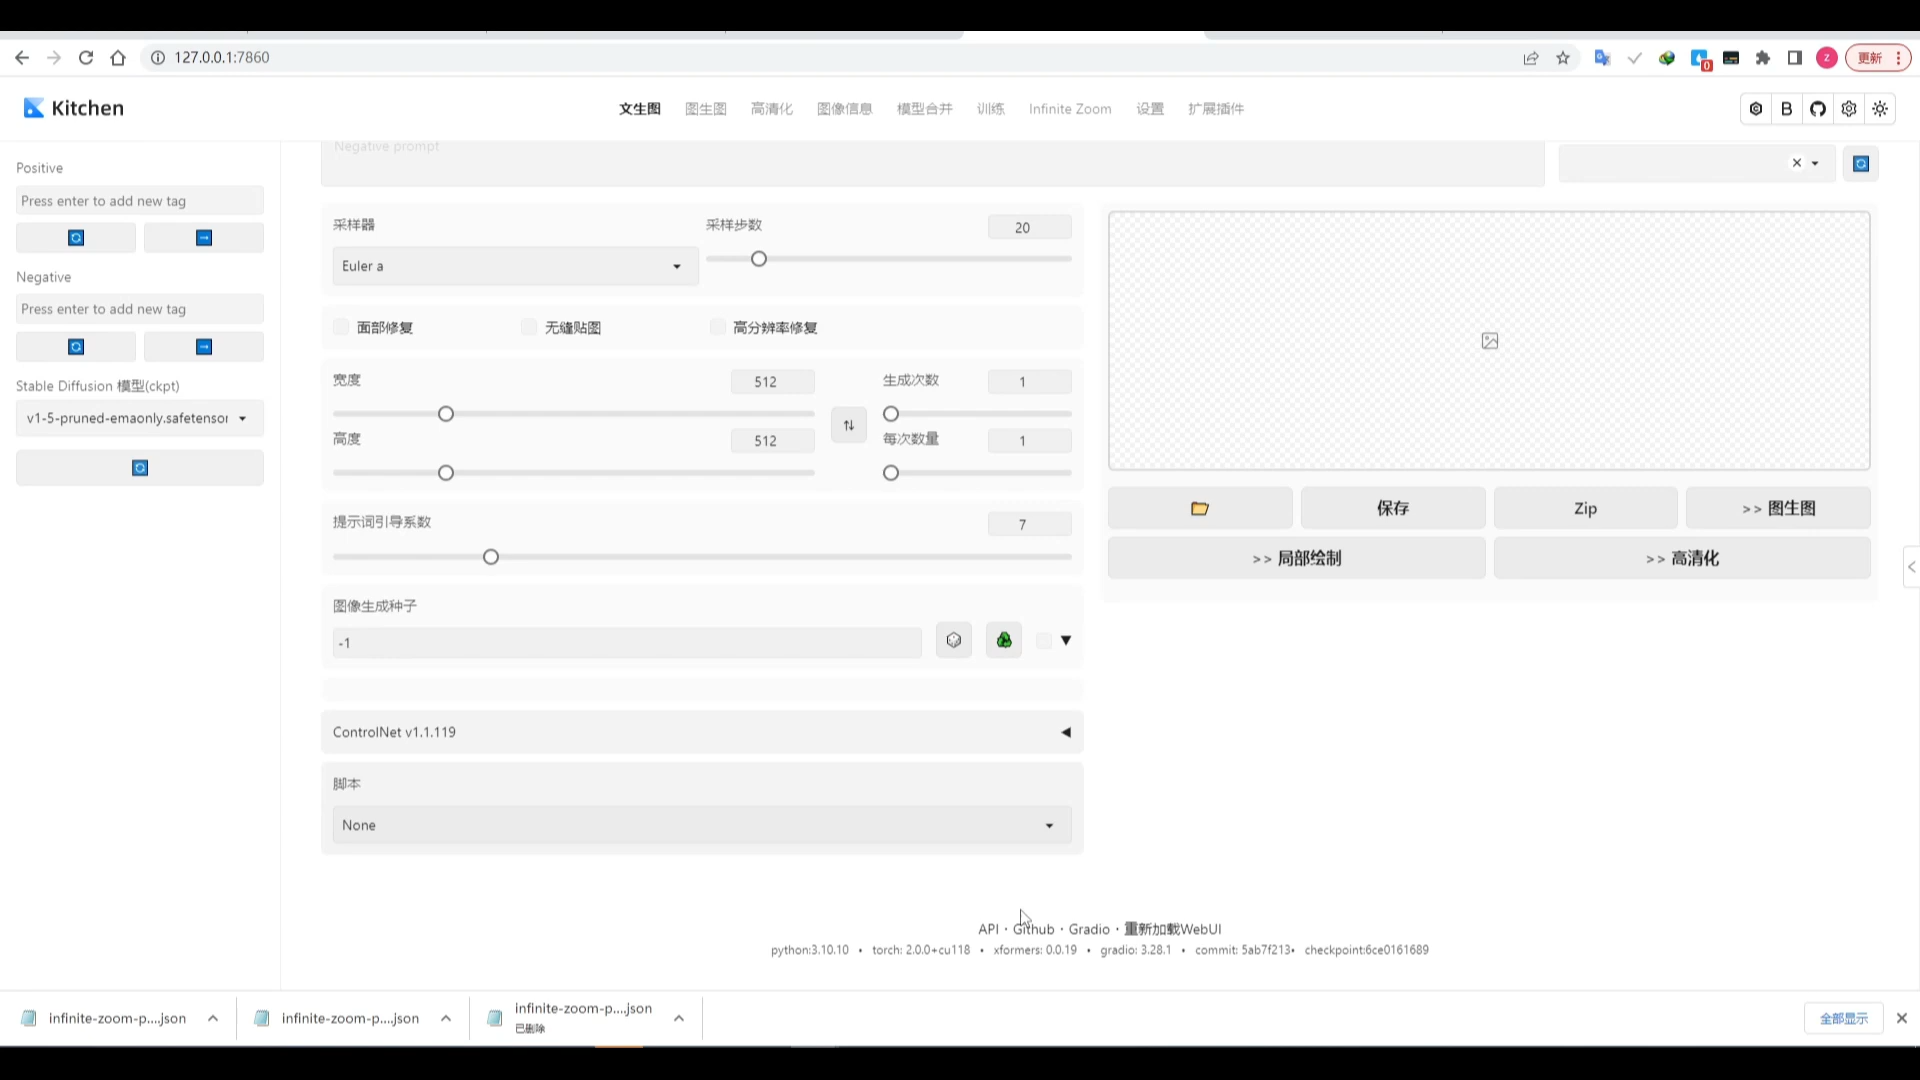 127.0.0.1:7860
Z
更新
0
Kitchen
文生图
图生图
高清化
图像信息
模型合并
训练
Infinite Zoom
设置
扩展插件
B
Positive
Press enter to add new tag
Negative
Press enter to add new tag
Stable Diffusion 模型(ckpt)
v1-5-pruned-emaonly.safetensor
Negative prompt
采样器
Euler a
采样步数
20
面部修复
无缝贴图
高分辨率修复
宽度
512
高度
512
生成次数
1
每次数量
1
提示词引导系数
7
图像生成种子
-1
ControlNet v1.1.119
脚本
None
保存
Zip
>> 图生图
>> 局部绘制
>> 高清化
API · Github · Gradio · 重新加载WebUI
python:3.10.10 • torch: 2.0.0+cu118 • xformers: 0.0.19 • gradio: 3.28.1 • commit: 5ab7f213• checkpoint:6ce0161689
infinite-zoom-p....json
infinite-zoom-p....json
infinite-zoom-p....json
已删除
全部显示